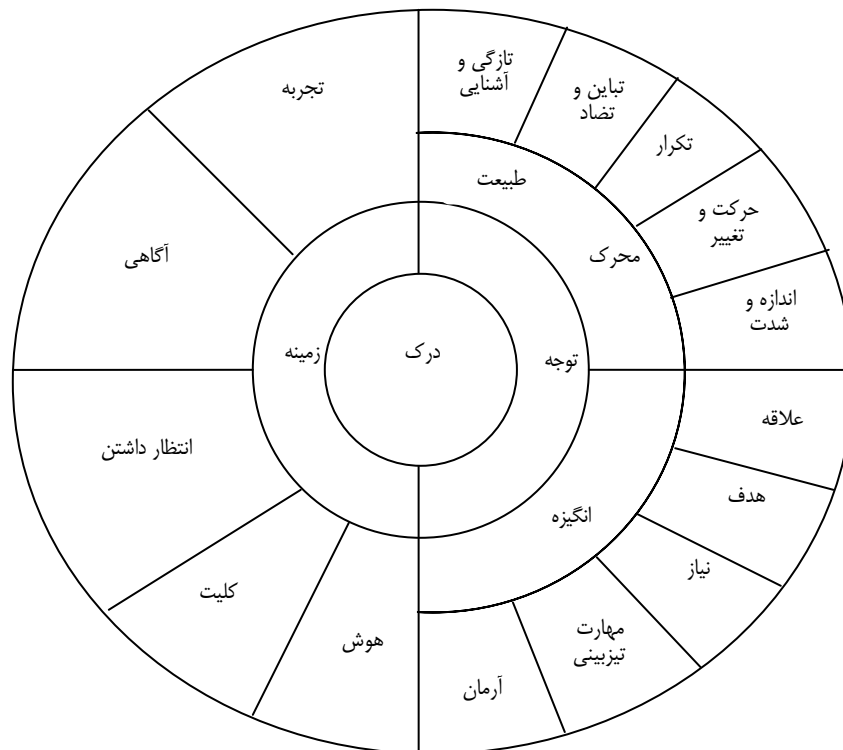 تازگی و
آشنایی
تباین و
تضاد
تکرار
حرکت و
تغییر
اندازه و
شدت
علاقه
هدف
نیاز
مهارت
تیزبینی
آرمان
هوش
کلیت
انتظار داشتن
آگاهی
تجربه
طبیعت
محرک
انگیزه
توجه
زمینه
درک